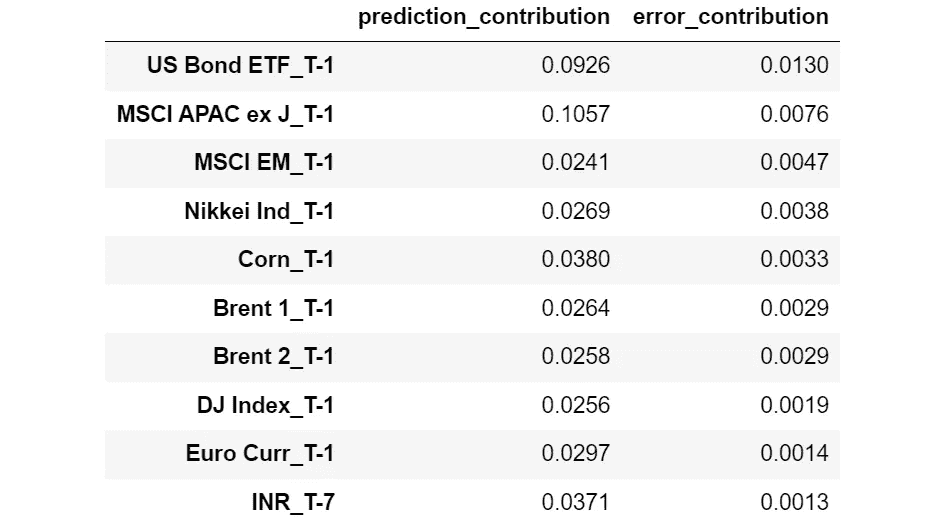 prediction_contribution error_contribution
US Bond ETF_T-1 0.0926 0.0130
MSCI APAC ex J_T-1 0.1057 0.0076
MSCI EM_T-1 0.0241 0.0047
Nikkei Ind_T-1 0.0269 0.0038
Corn_T-1 0.0380 0.0033
Brent 1_T-1 0.0264 0.0029
Brent 2_T-1 0.0258 0.0029
DJ Index_T-1 0.0256 0.0019
Euro Curr_T-1 0.0297 0.0014
INR_T-7 0.0371 0.0013